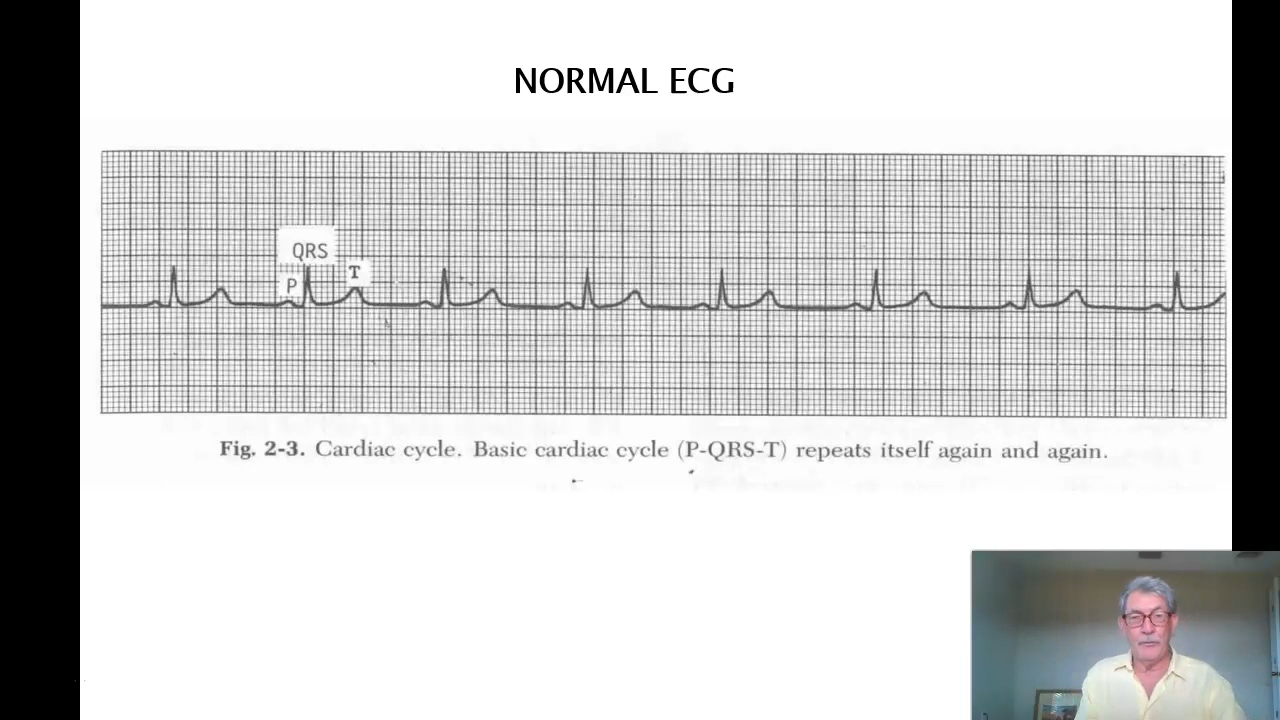 NORMAL ECG
QRS
P
T
Fig. 2-3. Cardiac cycle. Basic cardiac cycle (P-QRS-T) repeats itself again and again.